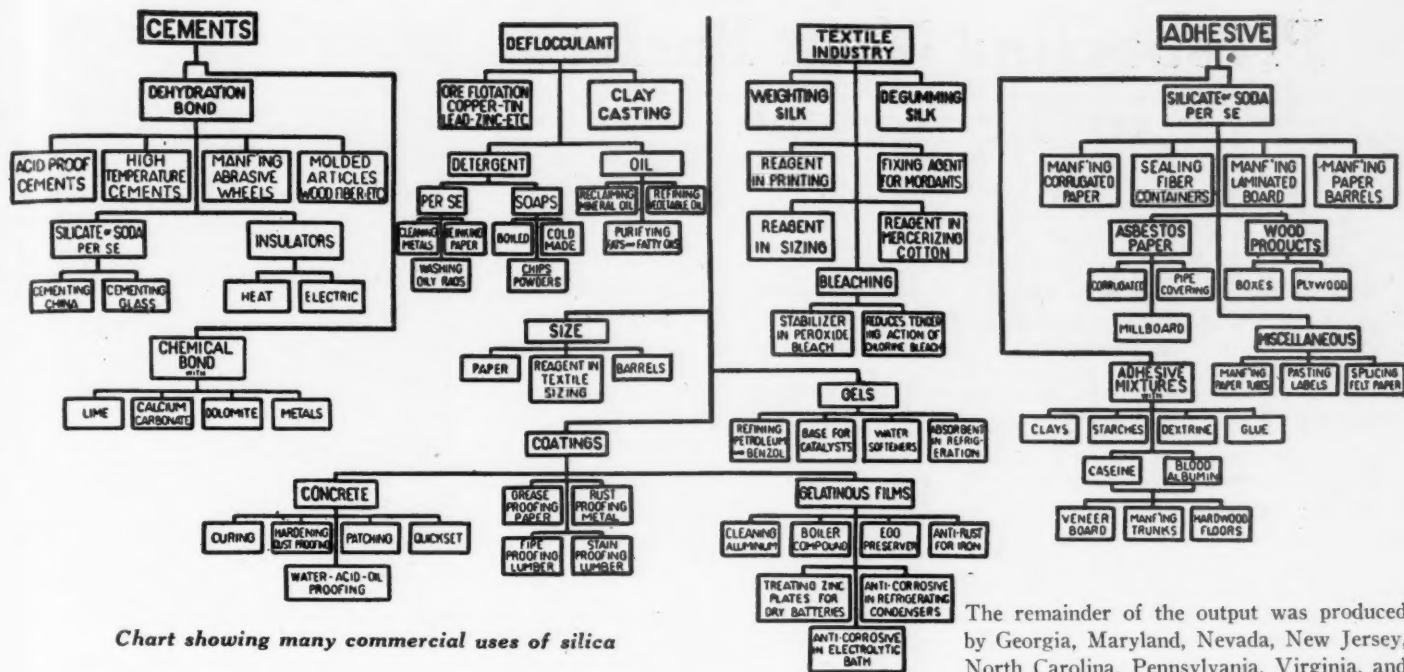 CEMENTS
DEHYDRATION
BOND
ACID PROOF
CEMENTS
HIGH
TEMPERATURE
CEMENTS
MANF'ING
ABRASIVE
WHEELS
MOLDED
ARTICLES
WOOD FIBER-ETC
SILICATE OF SODA
PER SE
INSULATORS
CEMENTING
CHINA
CEMENTING
GLASS
HEAT
ELECTRIC
CHEMICAL
BOND
WITH
LIME
CALCIUM
CARBONATE
DOLOMITE
METALS
DEFLOCCULANT
ORE FLOTATION
COPPER-TIN
LEAD-ZINC-ETC
CLAY
CASTING
DETERGENT
OIL
PER SE
SOAPS
RECLAIMING
MINERAL OIL
REFINING
VEGETABLE OIL
CLEANING
METALS
DEINKING
PAPER
BOILED
COLD
MADE
PURIFYING
FATS AND FATTY OILS
WASHING
OILY RAGS
CHIPS
POWDERS
SIZE
PAPER
REAGENT IN
TEXTILE
SIZING
BARRELS
COATINGS
CONCRETE
CURING
HARDENING
DUST PROOFING
PATCHING
QUICKSET
WATER-ACID-OIL
PROOFING
GREASE
PROOFING
PAPER
RUST
PROOFING
METAL
FIRE
PROOFING
LUMBER
STAIN
PROOFING
LUMBER
GELATINOUS FILMS
CLEANING
ALUMINUM
BOILER
COMPOUND
EGG
PRESERVER
ANTI-RUST
FOR IRON
TREATING ZINC
PLATES FOR
DRY BATTERIES
ANTI-CORROSIVE
IN REFRIGERATING
CONDENSERS
ANTI-CORROSIVE
IN ELECTROLYTIC
BATH
TEXTILE
INDUSTRY
WEIGHTING
SILK
DEGUMMING
SILK
REAGENT
IN PRINTING
FIXING AGENT
FOR MORDANTS
REAGENT
IN SIZING
REAGENT IN
MERCERIZING
COTTON
BLEACHING
STABILIZER
IN PEROXIDE
BLEACH
REDUCES TENDER
ING ACTION OF
CHLORINE BLEACH
GELS
REFINING
PETROLEUM
AND BENZOL
BASE FOR
CATALYSTS
WATER
SOFTENERS
ABSORBENT
IN REFRIG-
ERATION
ADHESIVE
SILICATE OF SODA
PER SE
MANF'ING
CORRUGATED
PAPER
SEALING
FIBER
CONTAINERS
MANF'ING
LAMINATED
BOARD
MANF'ING
PAPER
BARRELS
ASBESTOS
PAPER
WOOD
PRODUCTS
CORRUGATED
PIPE
COVERING
BOXES
PLYWOOD
MILLBOARD
MISCELLANEOUS
MANF'ING
PAPER TUBES
PASTING
LABELS
SPLICING
FELT PAPER
ADHESIVE
MIXTURES
WITH
CLAYS
STARCHES
DEXTRINE
GLUE
CASEINE
BLOOD
ALBUMIN
VENEER
BOARD
MANF'ING
TRUNKS
HARDWOOD
FLOORS
Chart showing many commercial uses of silica
The remainder of the output was produced
by Georgia, Maryland, Nevada, New Jersey,
North Carolina, Pennsylvania, Virginia, and